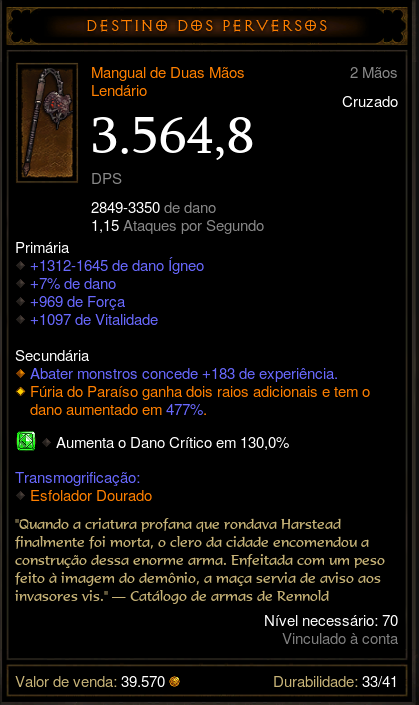 DESTINO DOS PERVERSOS
Mangual de Duas Mãos
2 Mãos
Lendário
Cruzado
3.564,8
DPS
2849-3350 de dano
1,15 Ataques por Segundo
Primária
+1312-1645 de dano Ígneo
+7% de dano
+969 de Força
+1097 de Vitalidade
Secundária
Abater monstros concede +183 de experiência.
Fúria do Paraíso ganha dois raios adicionais e tem o
dano aumentado em 477%.
Aumenta o Dano Crítico em 130,0%
Transmogrificação:
Esfolador Dourado
"Quando a criatura profana que rondava Harstead
finalmente foi morta, o clero da cidade encomendou a
construção dessa enorme arma. Enfeitada com um peso
feito à imagem do demônio, a maça servia de aviso aos
invasores vis." — Catálogo de armas de Rennold
Nível necessário: 70
Vinculado à conta
Valor de venda: 39.570
Durabilidade: 33/41